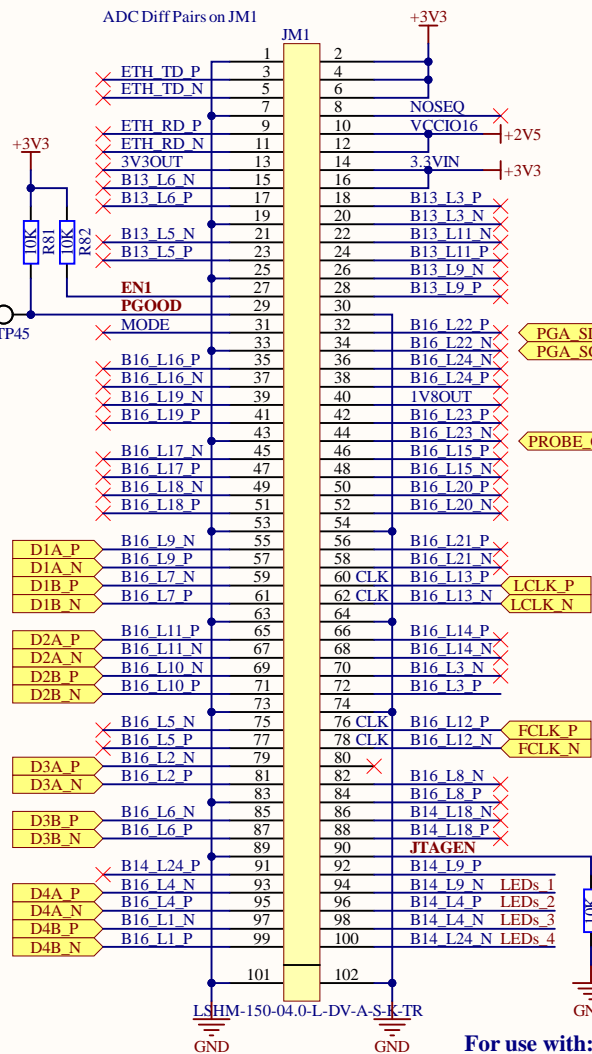 ADC Diff Pairs on JM1
+3V3
JM1
1 2
ETH_TD_P 3 4
ETH_TD_N 5 6
7 8 NOSEQ
ETH_RD_P 9 10 VCCIO16 +2V5
ETH_RD_N 11 12
+3V3
3V3OUT 13 14 3.3VIN +3V3
B13_L6_N 15 16
B13_L6_P 17 18 B13_L3_P
19 20 B13_L3_N
B13_L5_N 21 22 B13_L11_N
B13_L5_P 23 24 B13_L11_P
10K R81 10K R82
25 26 B13_L9_N
EN1 27 28 B13_L9_P
PGOOD 29 30
TP45
MODE 31 32 B16_L22_P
33 34 B16_L22_N
B16_L16_P 35 36 B16_L24_N
B16_L16_N 37 38 B16_L24_P
B16_L19_N 39 40 1V8OUT
B16_L19_P 41 42 B16_L23_P
43 44 B16_L23_N
B16_L17_N 45 46 B16_L15_P
B16_L17_P 47 48 B16_L15_N
B16_L18_N 49 50 B16_L20_P
B16_L18_P 51 52 B16_L20_N
53 54
D1A_P B16_L9_N 55 56 B16_L21_P
D1A_N B16_L9_P 57 58 B16_L21_N
D1B_P B16_L7_N 59 60 CLK B16_L13_P LCLK_P
D1B_N B16_L7_P 61 62 CLK B16_L13_N LCLK_N
63 64
D2A_P B16_L11_P 65 66 B16_L14_P
D2A_N B16_L11_N 67 68 B16_L14_N
D2B_P B16_L10_N 69 70 B16_L3_N
D2B_N B16_L10_P 71 72 B16_L3_P
73 74
B16_L5_N 75 76 CLK B16_L12_P FCLK_P
B16_L5_P 77 78 CLK B16_L12_N FCLK_N
D3A_P B16_L2_N 79 80
D3A_N B16_L2_P 81 82 B16_L8_N
83 84 B16_L8_P
D3B_P B16_L6_N 85 86 B14_L18_N
D3B_N B16_L6_P 87 88 B14_L18_P
89 90 JTAGEN
B14_L24_P 91 92 B14_L9_P
D4A_P B16_L4_N 93 94 B14_L9_N LEDs_1
D4A_N B16_L4_P 95 96 B14_L4_P LEDs_2
D4B_P B16_L1_N 97 98 B14_L4_N LEDs_3
D4B_N B16_L1_P 99 100 B14_L24_N LEDs_4
10K
101 102
LSHM-150-04.0-L-DV-A-S-K-TR
GND GND
For use with: